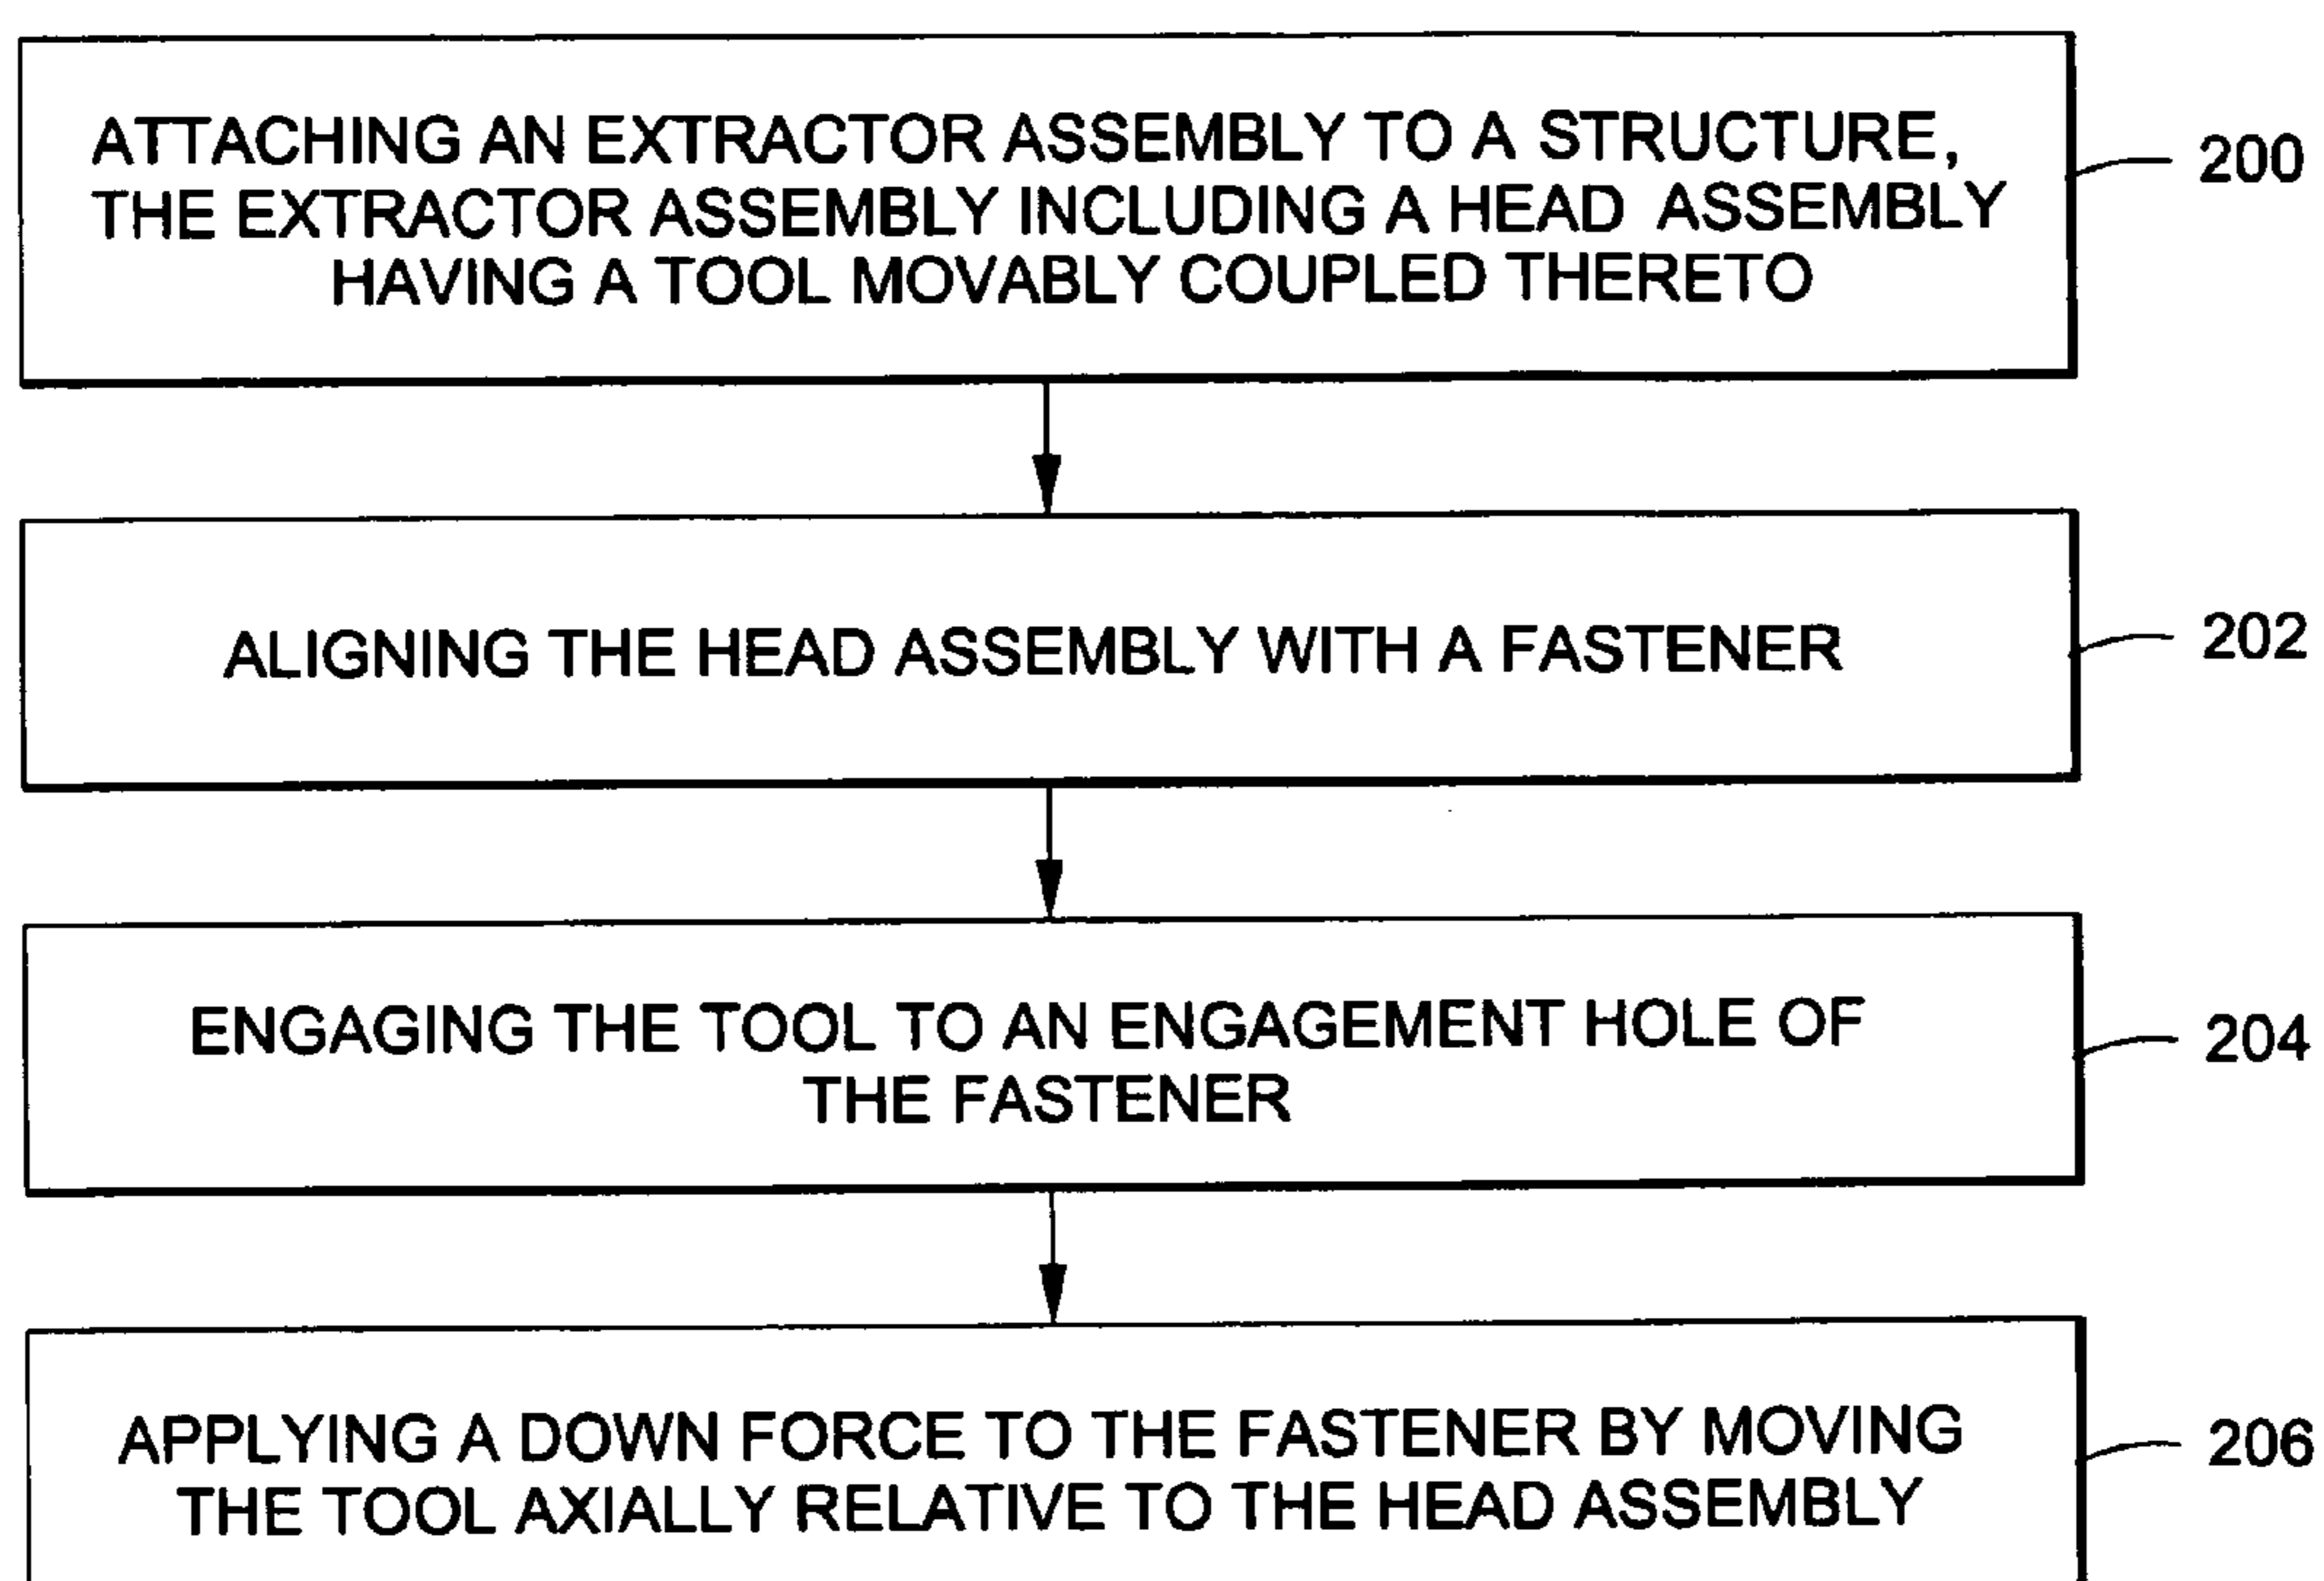 ATTACHING AN EXTRACTOR ASSEMBLY TO A STRUCTURE,
THE EXTRACTOR ASSEMBLY INCLUDING A HEAD ASSEMBLY
HAVING A TOOL MOVABLY COUPLED THERETO
200
ALIGNING THE HEAD ASSEMBLY WITH A FASTENER
202
ENGAGING THE TOOL TO AN ENGAGEMENT HOLE OF
THE FASTENER
204
APPLYING A DOWN FORCE TO THE FASTENER BY MOVING
THE TOOL AXIALLY RELATIVE TO THE HEAD ASSEMBLY
206